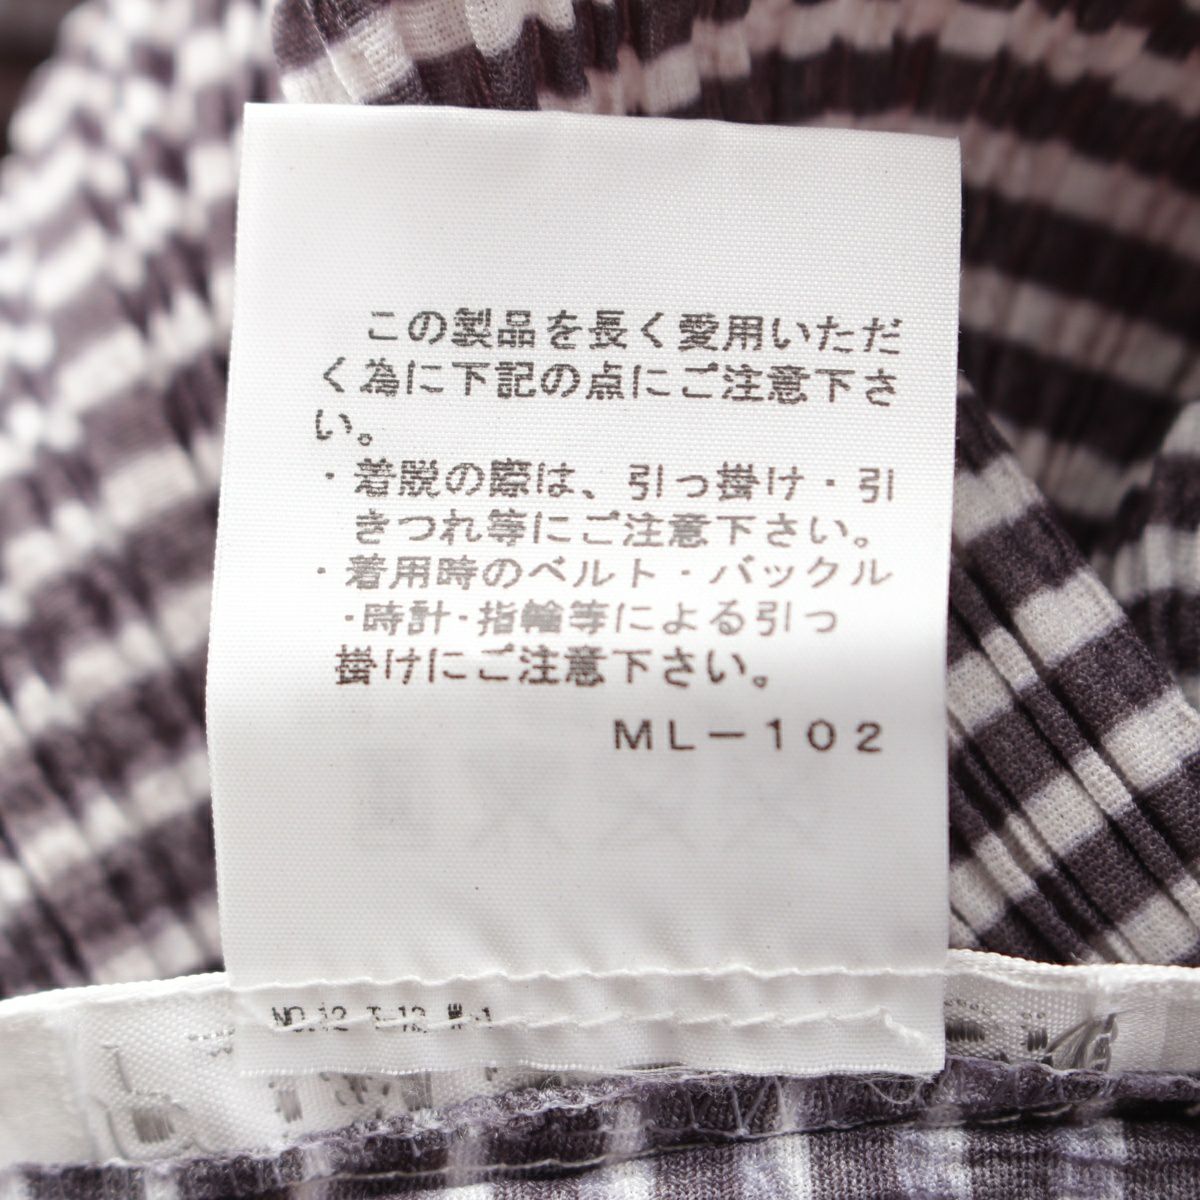 この製品を長く愛用いただ
く為に下記の点にご注意下さ
い。
・着脱の際は、引っ掛け・引
きつれ等にご注意下さい。
・着用時のベルト・バックル
・時計・指輪等による引っ
掛けにご注意下さい。
ML-102
NO.12